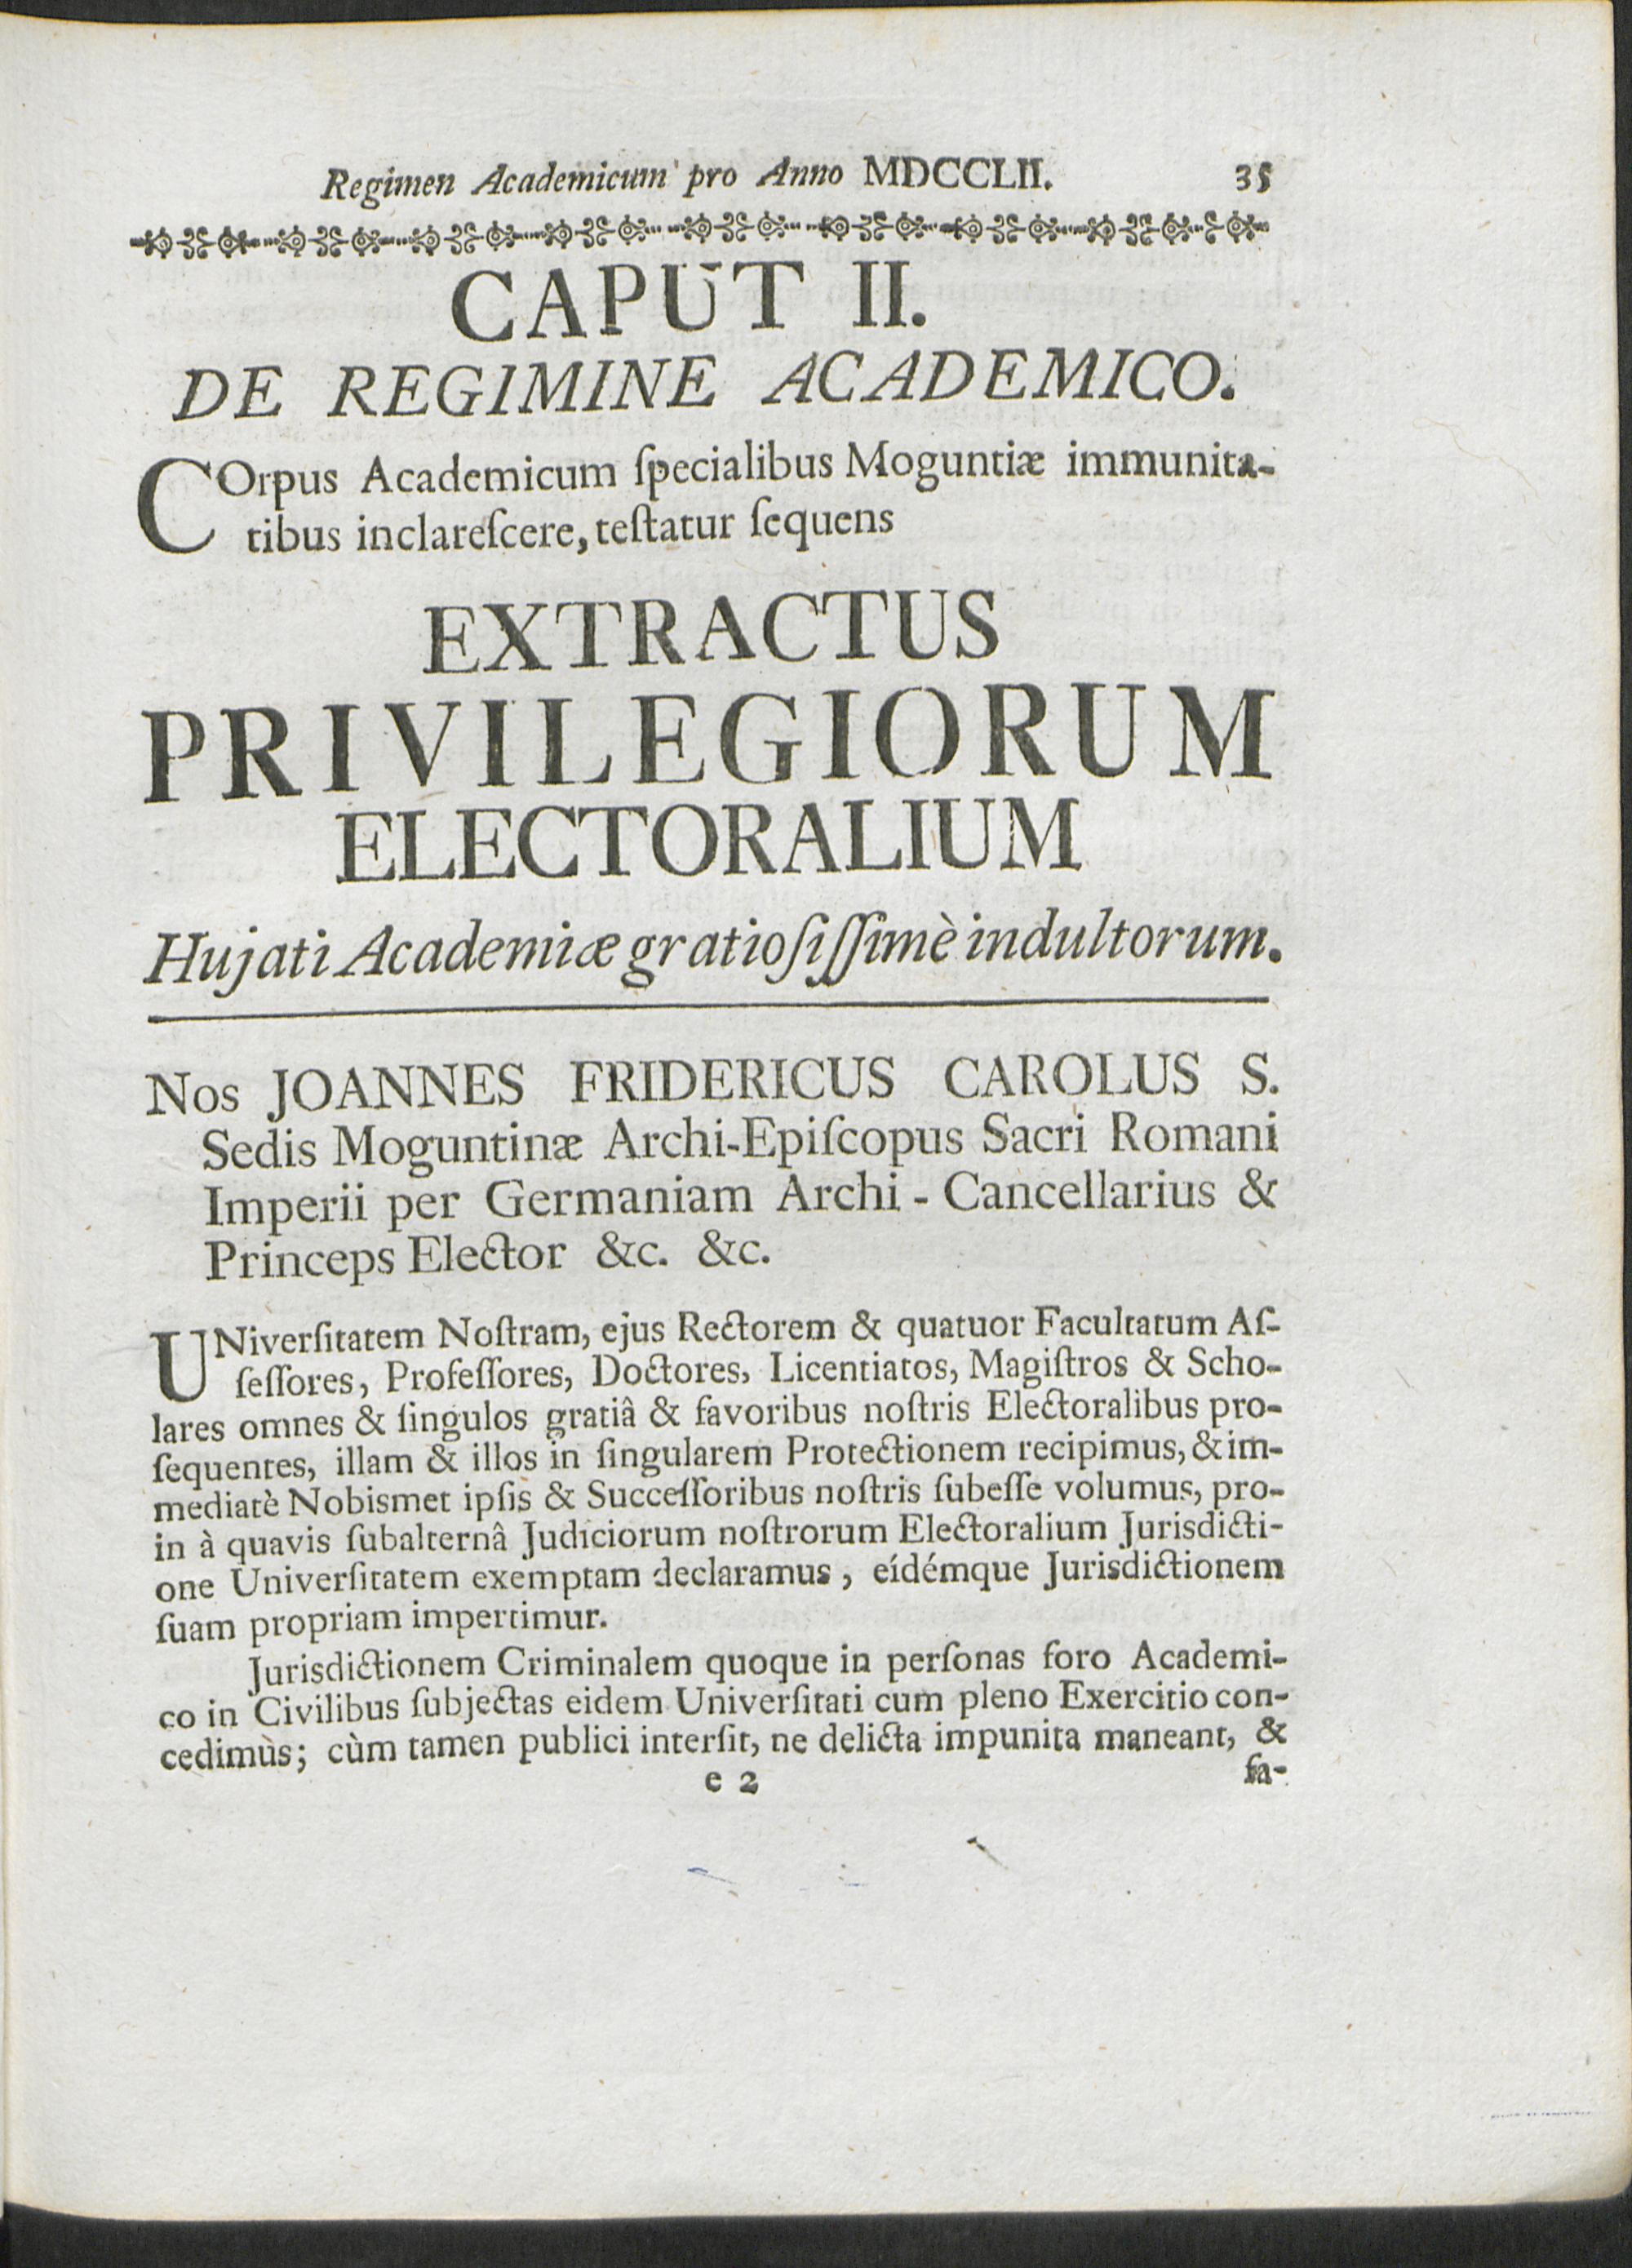 Regimen Academicum pro Anno MDCCLII. 35
CAPUT II.
DE REGIMINE ACADEMICO.
COrpus Academicum ſpecialibus Moguntiæ immunita-
tibus inclareſcere, teſtatur ſequens
EXTRACTUS
PRIVILEGIORUM
ELECTORALIUM
Hujati Academiæ gratioſiſſimè indultorum.
Nos JOANNES FRIDERICUS CAROLUS S.
Sedis Moguntinæ Archi-Epiſcopus Sacri Romani
Imperii per Germaniam Archi - Cancellarius &
Princeps Elector &c. &c.
UNiverſitatem Noſtram, ejus Rectorem & quatuor Facultatum Aſ-
ſeſſores, Profeſſores, Doctores, Licentiatos, Magiſtros & Scho-
lares omnes & ſingulos gratiâ & favoribus noſtris Electoralibus pro-
ſequentes, illam & illos in ſingularem Protectionem recipimus, & im-
mediatè Nobismet ipſis & Succeſſoribus noſtris ſubeſſe volumus, pro-
in à quavis ſubalternâ Judiciorum noſtrorum Electoralium Jurisdicti-
one Univerſitatem exemptam declaramus, eídémque Jurisdictionem
ſuam propriam impertimur.
Jurisdictionem Criminalem quoque in perſonas foro Academi-
co in Civilibus ſubjectas eidem Univerſitati cum pleno Exercitio con-
cedimùs; cùm tamen publici interſit, ne delicta impunita maneant, &
e 2 fa-